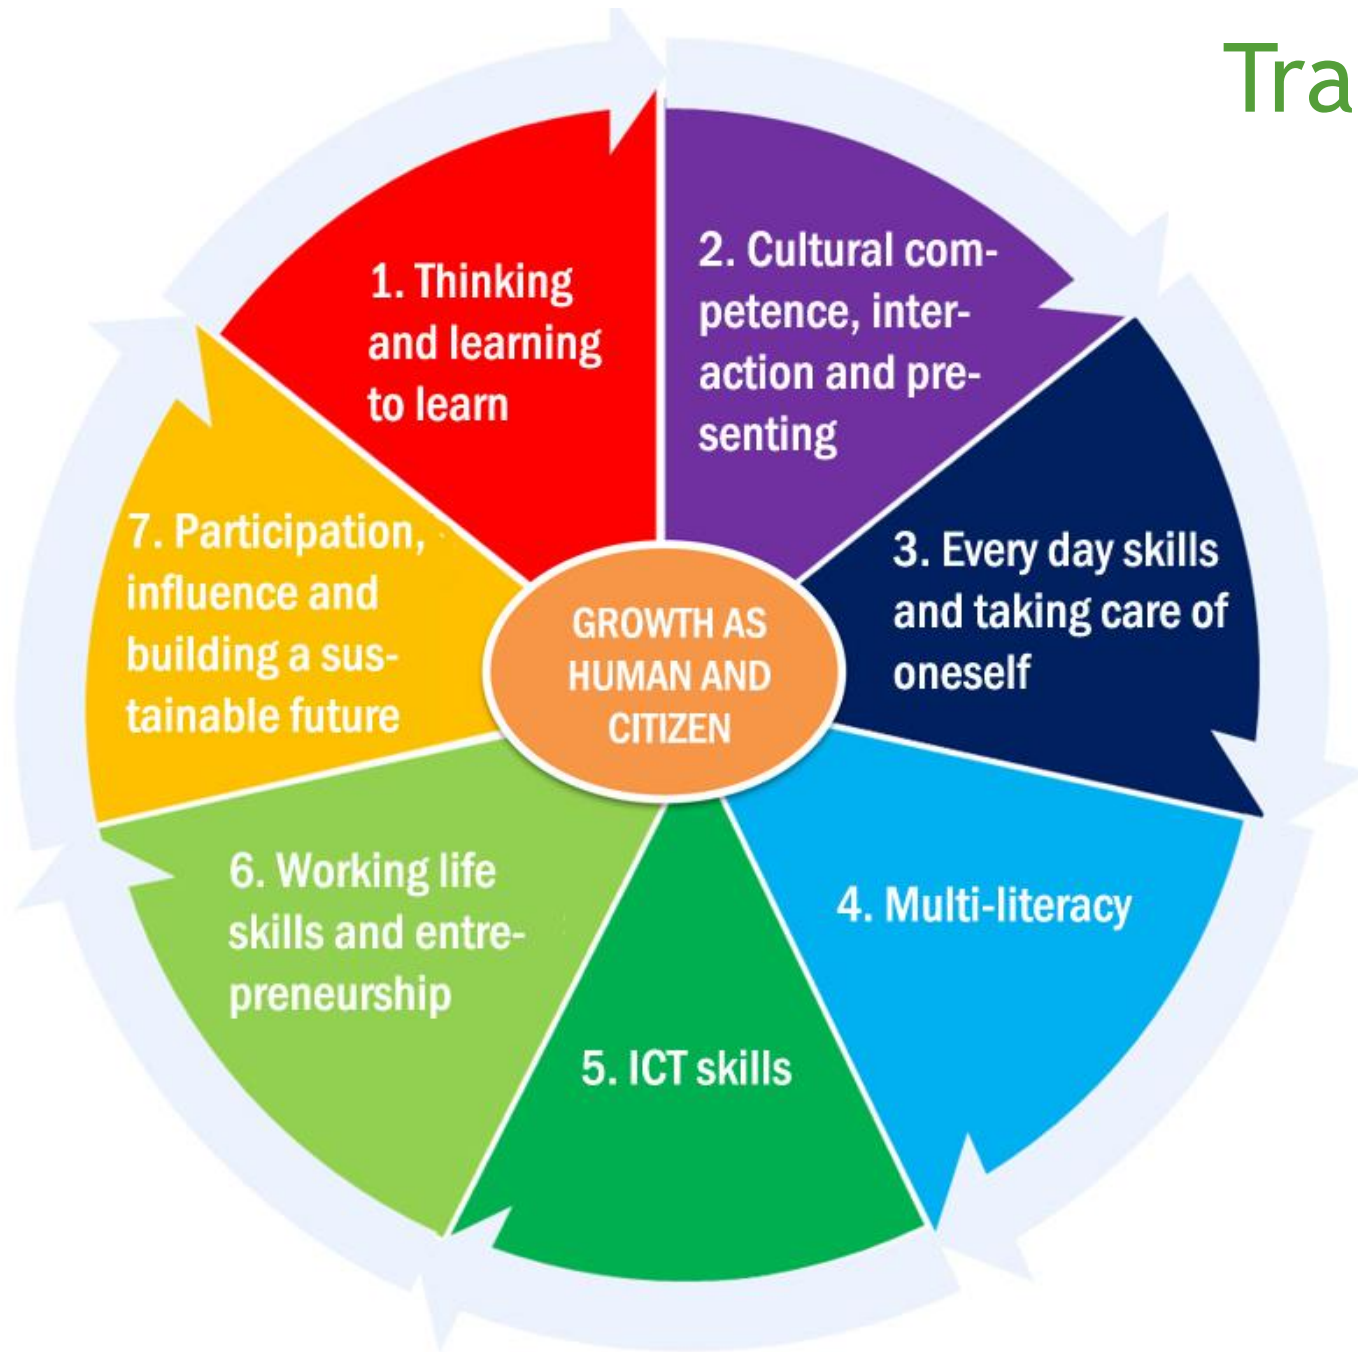 Tra
1. Thinking
and learning
to learn
2. Cultural com-
petence, inter-
action and pre-
senting
3. Every day skills
and taking care of
oneself
4. Multi-literacy
5. ICT skills
6. Working life
skills and entre-
preneurship
7. Participation,
influence and
building a sus-
tainable future
GROWTH AS
HUMAN AND
CITIZEN